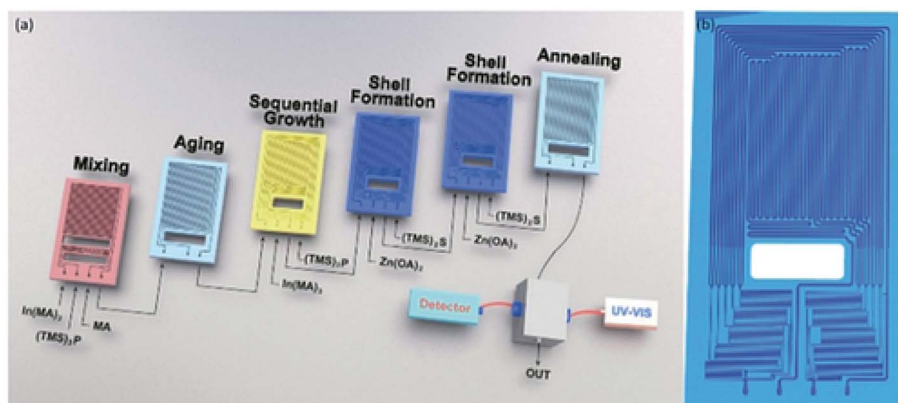 (a)
(b)
Annealing
Shell
Formation
Shell
Formation
Sequential
Growth
Aging
Mixing
In(MA)₃
(TMS)₃P
MA
In(MA)₃
(TMS)₃P
Zn(OA)₂
(TMS)₂S
Zn(OA)₂
(TMS)₂S
Detector
UV-VIS
OUT